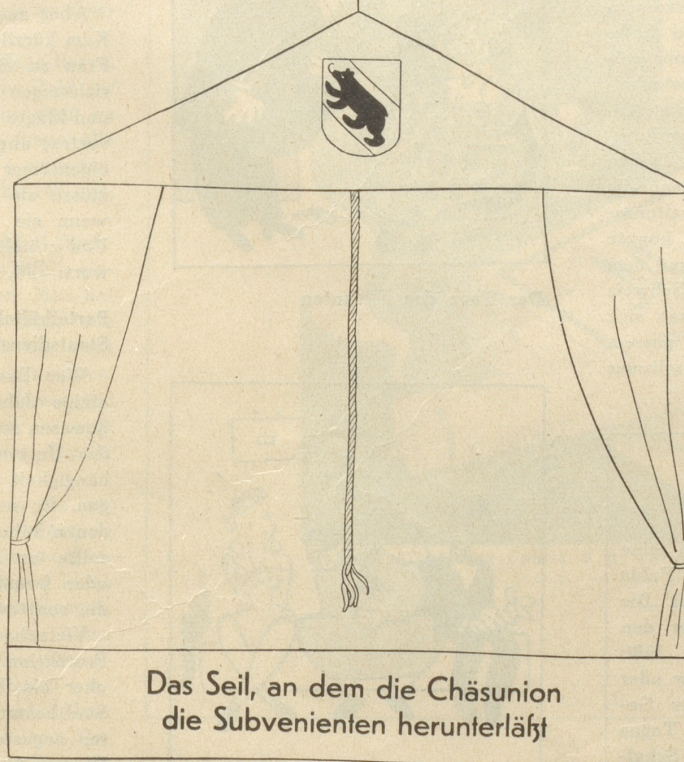 Das Seil, an dem die Chäsunion
die Subvenienten herunterläßt